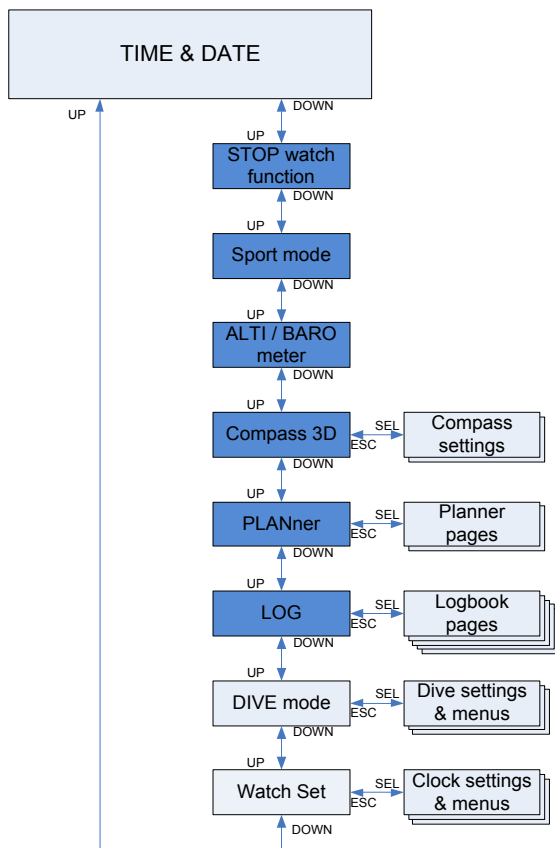 TIME & DATE
UP
DOWN
UP
STOP watch
function
DOWN
UP
Sport mode
DOWN
UP
ALTI / BARO
meter
DOWN
UP
Compass 3D
SEL
ESC
Compass
settings
DOWN
UP
PLANner
SEL
ESC
Planner
pages
DOWN
UP
LOG
SEL
ESC
Logbook
pages
DOWN
UP
DIVE mode
SEL
ESC
Dive settings
& menus
DOWN
UP
Watch Set
SEL
ESC
Clock settings
& menus
DOWN